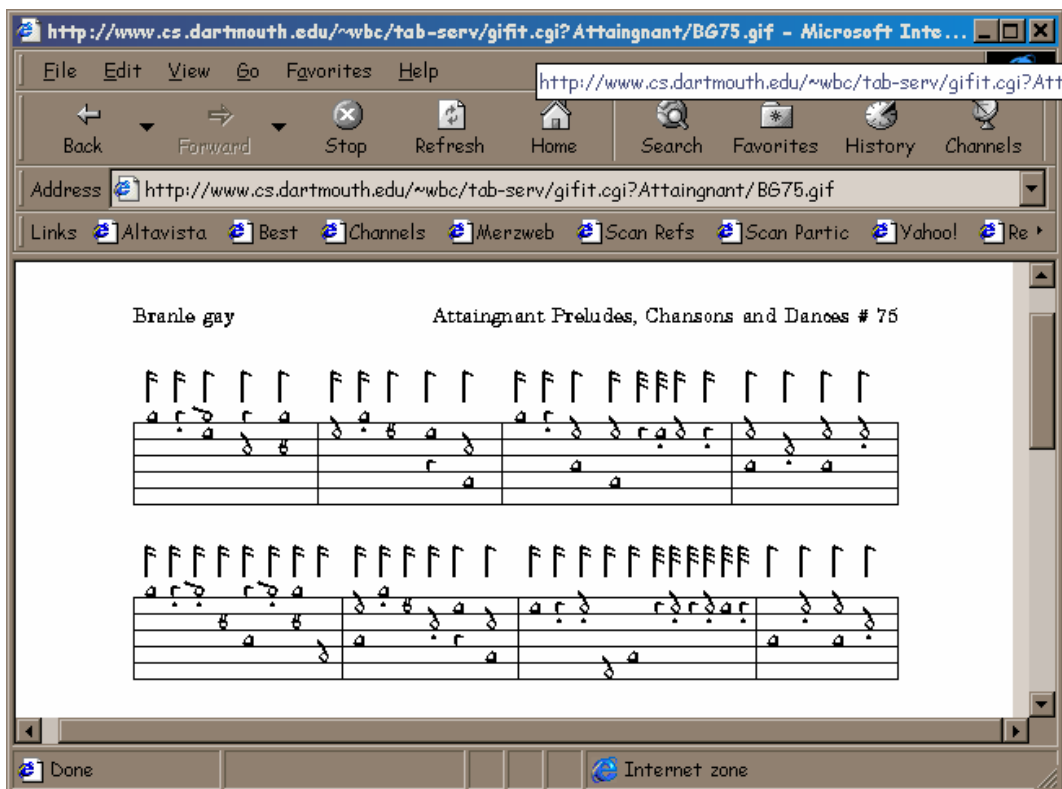 http://www.cs.dartmouth.edu/~wbc/tab-serv/gifit.cgi?Attaingnant/BG75.gif - Microsoft Inte...
File Edit View Go Favorites Help
http://www.cs.dartmouth.edu/~wbc/tab-serv/gifit.cgi?Att
Back Forward Stop Refresh Home Search Favorites History Channels
Address http://www.cs.dartmouth.edu/~wbc/tab-serv/gifit.cgi?Attaingnant/BG75.gif
Links Altavista Best Channels Merzweb Scan Refs Scan Partic Yahoo! Re
Branle gay Attaingnant Preludes, Chansons and Dances # 75
Done Internet zone